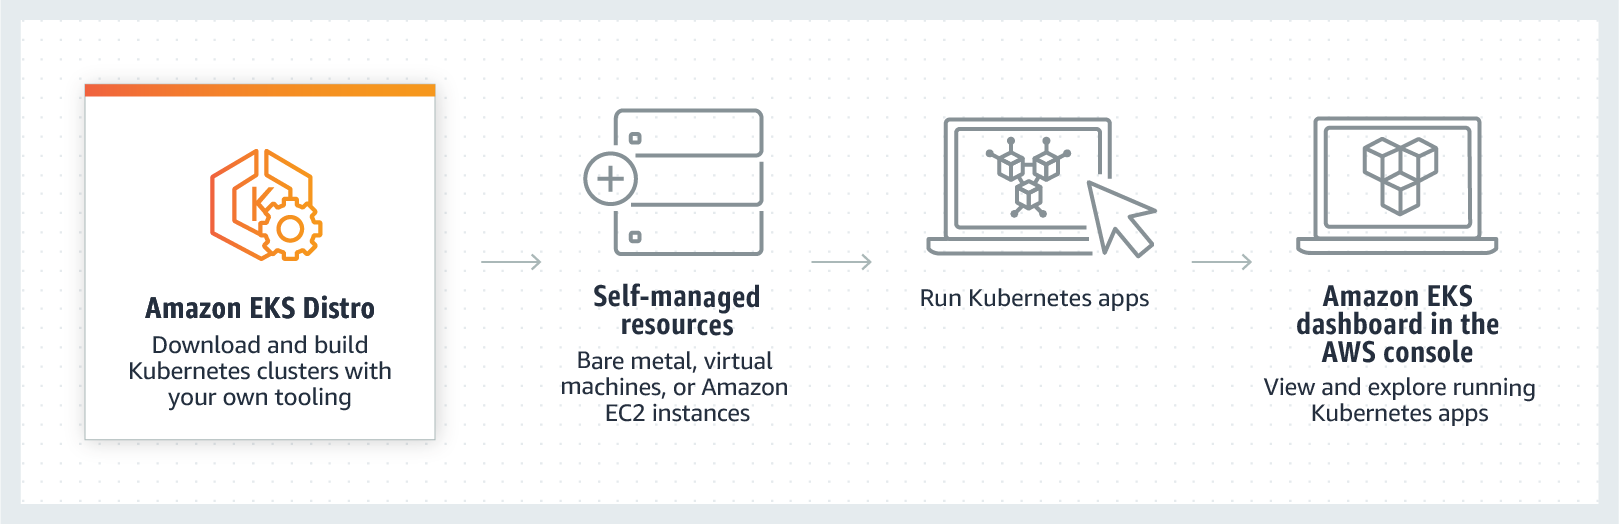 K
Amazon EKS Distro
Download and build
Kubernetes clusters with
your own tooling
Self-managed
resources
Bare metal, virtual
machines, or Amazon
EC2 instances
Run Kubernetes apps
Amazon EKS
dashboard in the
AWS console
View and explore running
Kubernetes apps